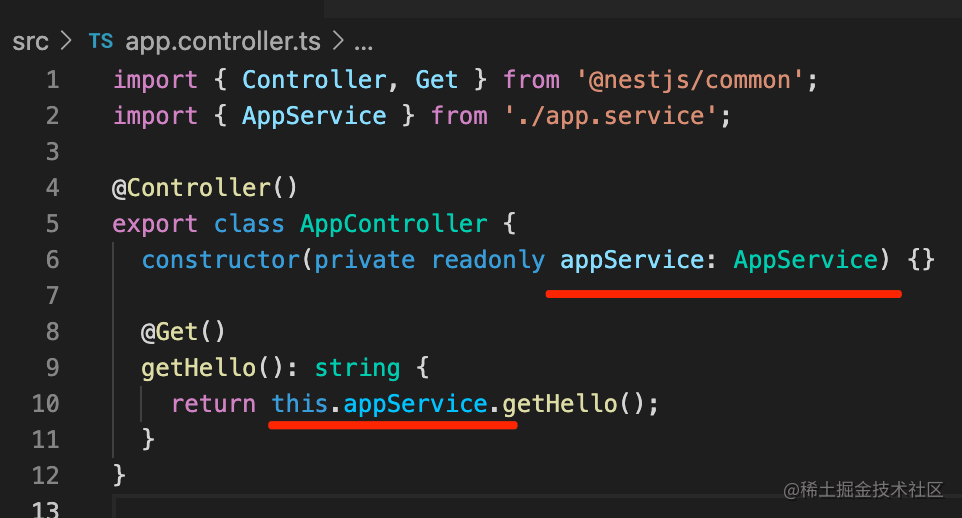 src > TS app.controller.ts > ...
1 import { Controller, Get } from '@nestjs/common';
2 import { AppService } from './app.service';
3
4 @Controller()
5 export class AppController {
6   constructor(private readonly appService: AppService) {}
7
8   @Get()
9   getHello(): string {
10     return this.appService.getHello();
11   }
12 }
13
@稀土掘金技术社区